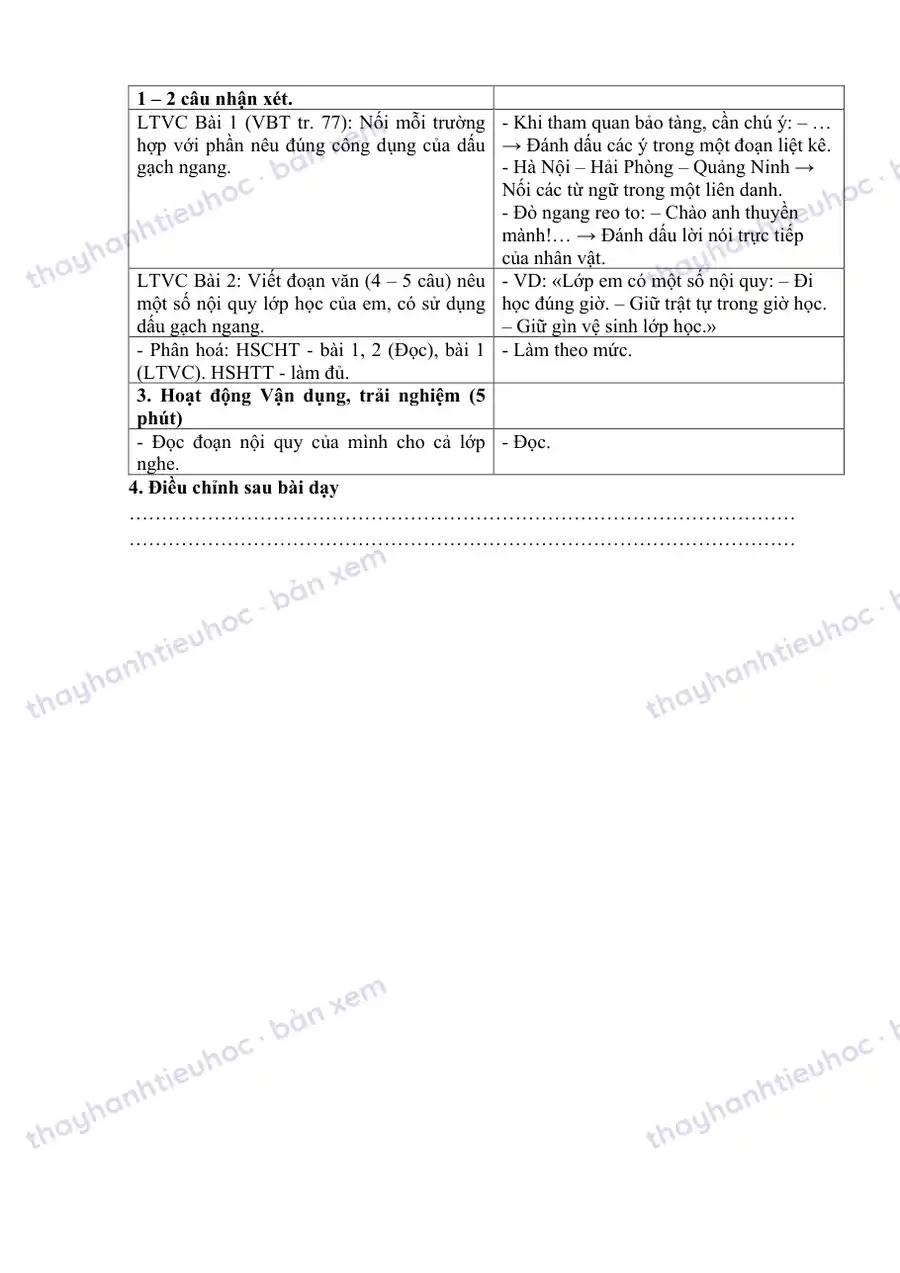 1 – 2 câu nhận xét.
LTVC Bài 1 (VBT tr. 77): Nối mỗi trường
hợp với phần nêu đúng công dụng của dấu
gạch ngang.
- Khi tham quan bảo tàng, cần chú ý: – …
→ Đánh dấu các ý trong một đoạn liệt kê.
- Hà Nội – Hải Phòng – Quảng Ninh →
Nối các từ ngữ trong một liên danh.
- Đò ngang reo to: – Chào anh thuyền
mành!… → Đánh dấu lời nói trực tiếp
của nhân vật.
LTVC Bài 2: Viết đoạn văn (4 – 5 câu) nêu
một số nội quy lớp học của em, có sử dụng
dấu gạch ngang.
- VD: «Lớp em có một số nội quy: – Đi
học đúng giờ. – Giữ trật tự trong giờ học.
– Giữ gìn vệ sinh lớp học.»
- Phân hoá: HSCHT - bài 1, 2 (Đọc), bài 1
(LTVC). HSHTT - làm đủ.
- Làm theo mức.
3. Hoạt động Vận dụng, trải nghiệm (5
phút)
- Đọc đoạn nội quy của mình cho cả lớp
nghe.
- Đọc.
4. Điều chỉnh sau bài dạy
…………………………………………………………………………………………
…………………………………………………………………………………………
thayhanhtieuhoc · bản xem
thayhanhtieuhoc · b
thayhanhtieuhoc · bản xem
thayhanhtieuhoc · b
thayhanhtieuhoc · bản xem
thayhanhtieuhoc · b